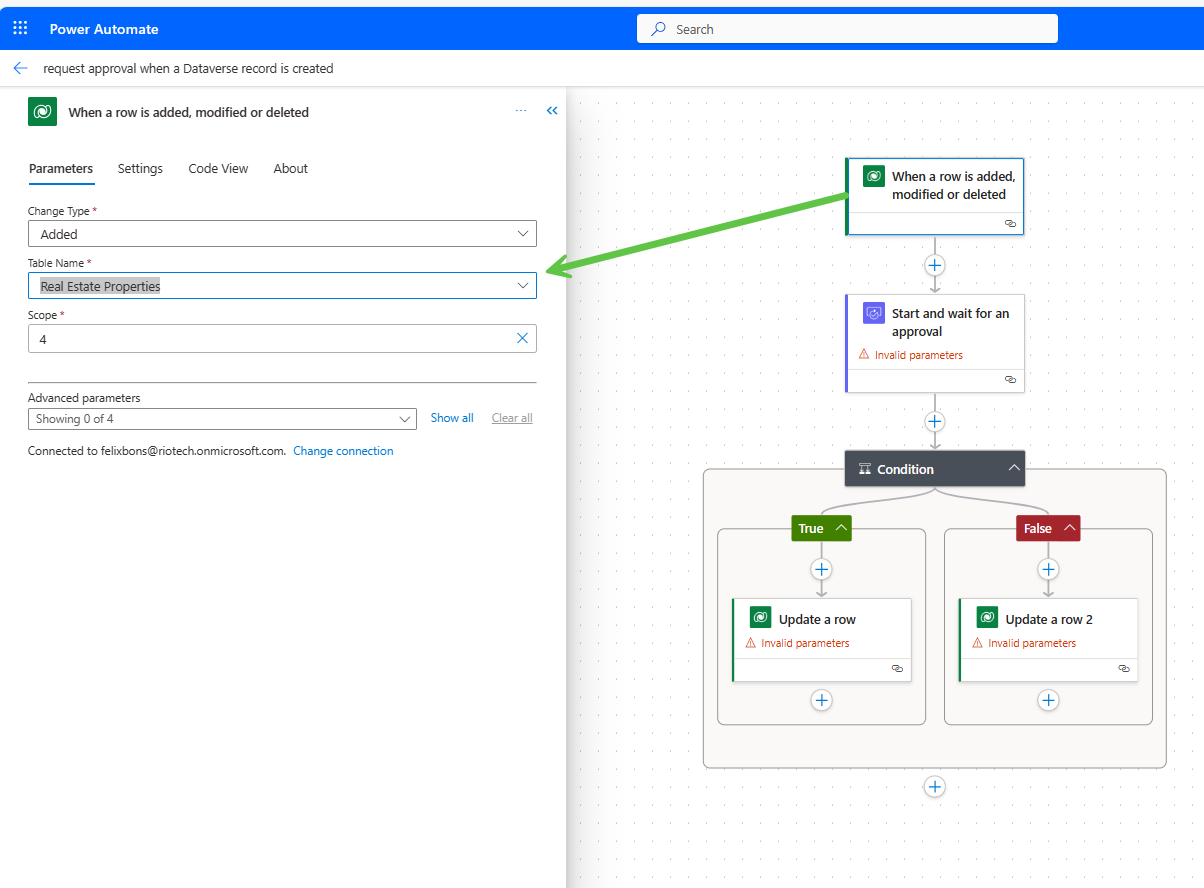 Power Automate
Search
request approval when a Dataverse record is created
When a row is added, modified or deleted
Parameters Settings Code View About
Change Type *
Added
Table Name *
Real Estate Properties
Scope *
4
Advanced parameters
Showing 0 of 4 Show all Clear all
Connected to felixbons@riotech.onmicrosoft.com. Change connection
When a row is added,
modified or deleted
Start and wait for an
approval
Invalid parameters
Condition
True
False
Update a row
Invalid parameters
Update a row 2
Invalid parameters